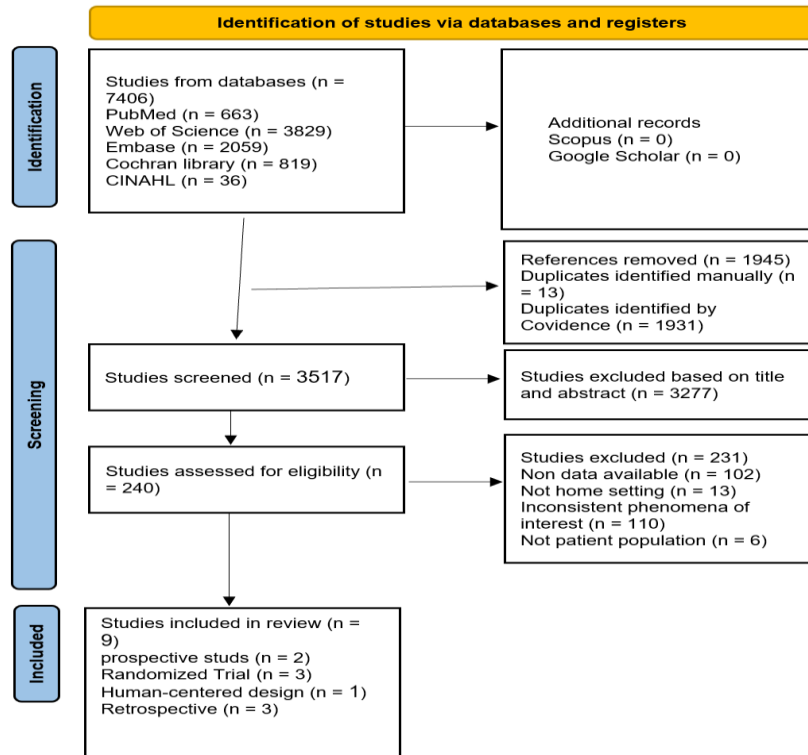 Identification of studies via databases and registers
Identification
Studies from databases (n =
7406)
PubMed (n = 663)
Web of Science (n = 3829)
Embase (n = 2059)
Cochran library (n = 819)
CINAHL (n = 36)
Additional records
Scopus (n = 0)
Google Scholar (n = 0)
Screening
References removed (n = 1945)
Duplicates identified manually (n
= 13)
Duplicates identified by
Covidence (n = 1931)
Studies screened (n = 3517)
Studies excluded based on title
and abstract (n = 3277)
Studies assessed for eligibility (n
= 240)
Studies excluded (n = 231)
Non data available (n = 102)
Not home setting (n = 13)
Inconsistent phenomena of
interest (n = 110)
Not patient population (n = 6)
Included
Studies included in review (n =
9)
prospective studs (n = 2)
Randomized Trial (n = 3)
Human-centered design (n = 1)
Retrospective (n = 3)